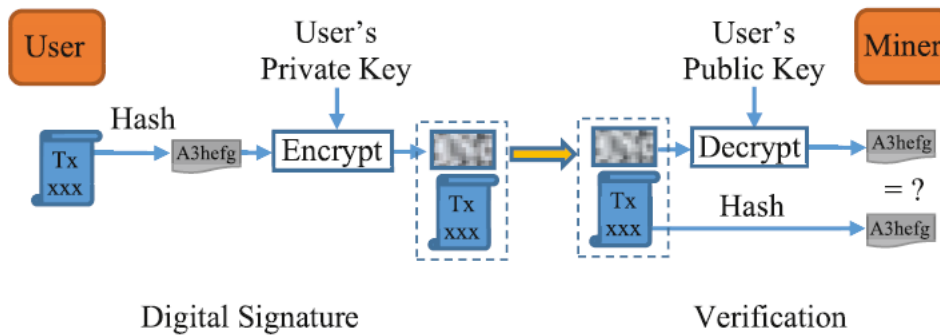 User
User's
Private Key
User's
Public Key
Miner
Hash
Tx
xxx
A3hefg
Encrypt
Tx
xxx
Tx
xxx
Decrypt
A3hefg
= ?
Hash
A3hefg
Digital Signature
Verification